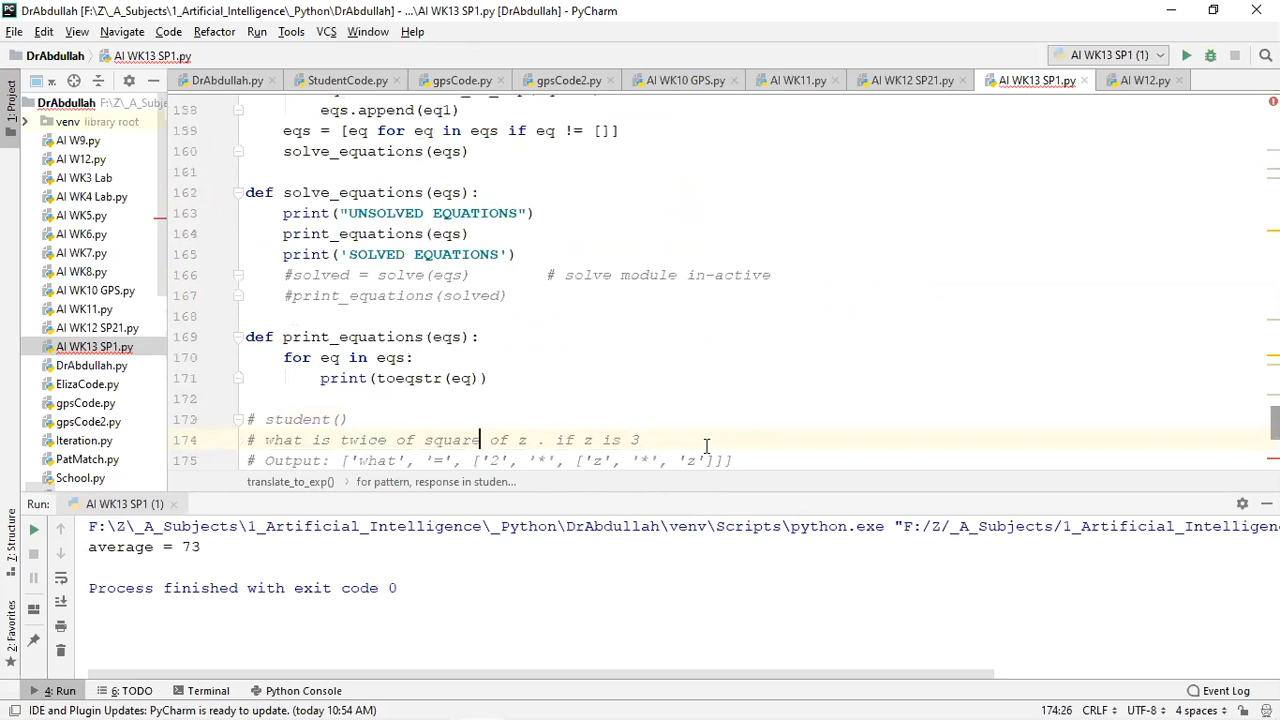 DrAbdullah [F:\Z\_A_Subjects\1_Artificial_Intelligence\_Python\DrAbdullah] - ...\AI WK13 SP1.py [DrAbdullah] - PyCharm
File Edit View Navigate Code Refactor Run Tools VCS Window Help
DrAbdullah AI WK13 SP1.py AI WK13 SP1 (1)
DrAbdullah.py StudentCode.py gpsCode.py gpsCode2.py AI WK10 GPS.py AI WK11.py AI WK12 SP21.py AI WK13 SP1.py AI W12.py
1: Project
DrAbdullah F:\Z\_A_Subje
venv library root
AI W9.py
AI W12.py
AI WK3 Lab
AI WK4 Lab.py
AI WK5.py
AI WK6.py
AI WK7.py
AI WK8.py
AI WK10 GPS.py
AI WK11.py
AI WK12 SP21.py
AI WK13 SP1.py
DrAbdullah.py
ElizaCode.py
gpsCode.py
gpsCode2.py
Iteration.py
PatMatch.py
School.py
158 eqs.append(eq1)
159 eqs = [eq for eq in eqs if eq != []]
160 solve_equations(eqs)
161
162 def solve_equations(eqs):
163 print("UNSOLVED EQUATIONS")
164 print_equations(eqs)
165 print('SOLVED EQUATIONS')
166 #solved = solve(eqs) # solve module in-active
167 #print_equations(solved)
168
169 def print_equations(eqs):
170 for eq in eqs:
171 print(toeqstr(eq))
172
173 # student()
174 # what is twice of square of z . if z is 3
175 # Output: ['what', '=', ['2', '*', ['z', '*', 'z']]]
translate_to_exp() for pattern, response in studen...
Run: AI WK13 SP1 (1)
F:\Z\_A_Subjects\1_Artificial_Intelligence\_Python\DrAbdullah\venv\Scripts\python.exe "F:/Z/_A_Subjects/1_Artificial_Intelligence
average = 73
Process finished with exit code 0
Z: Structure
2: Favorites
4: Run 6: TODO Terminal Python Console Event Log
IDE and Plugin Updates: PyCharm is ready to update. (today 10:54 AM) 174:26 CRLF UTF-8 4 spaces